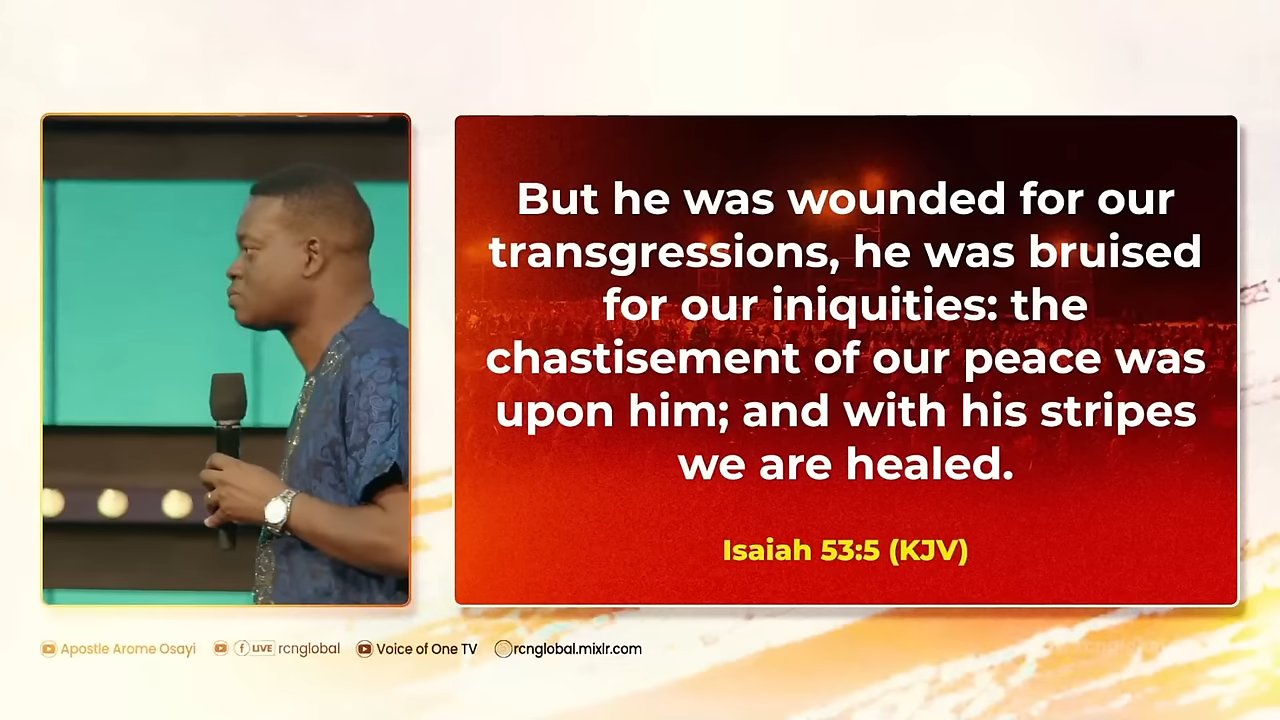 But he was wounded for our
transgressions, he was bruised
for our iniquities: the
chastisement of our peace was
upon him; and with his stripes
we are healed.
Isaiah 53:5 (KJV)
Apostle Arome Osayi LIVE rcnglobal Voice of One TV rcnglobal.mixlr.com